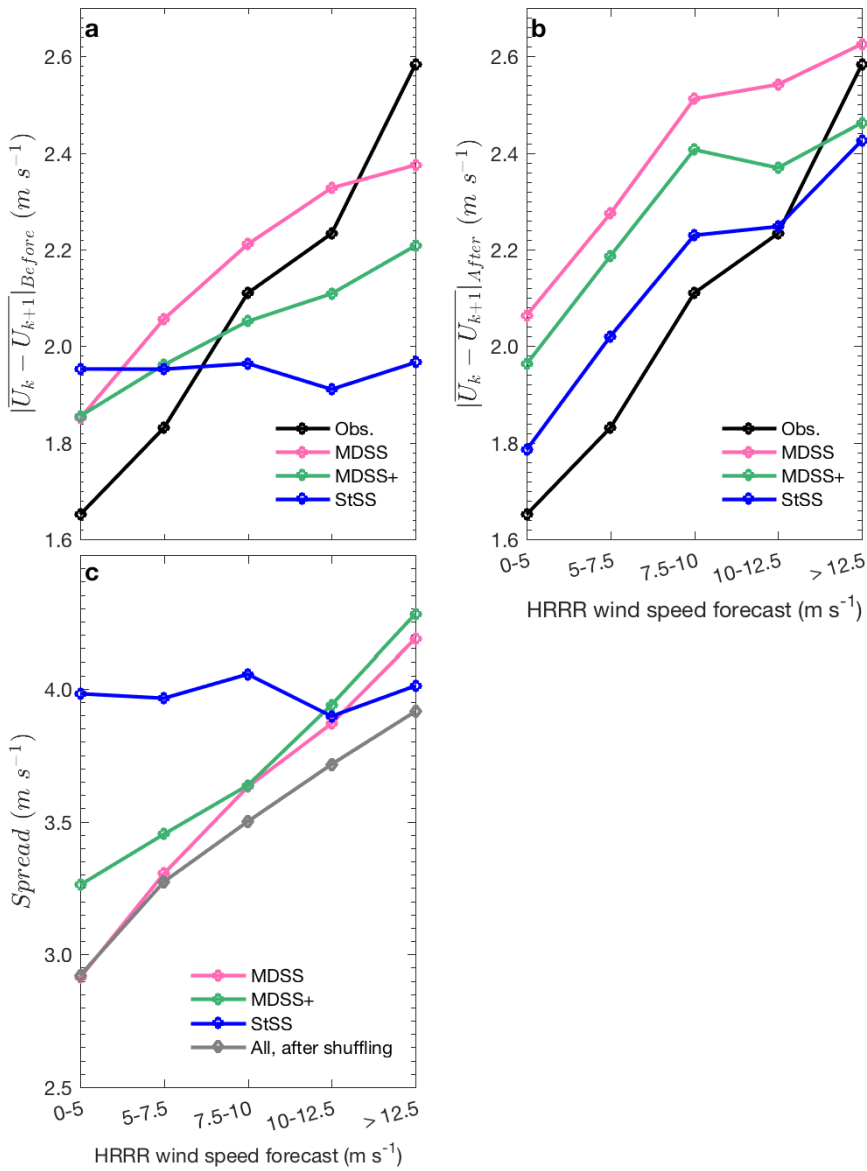 a
2.6
2.4
2.2
2.0
1.8
1.6
|U_k − U_{k+1}|_{Before} (m s⁻¹)
Obs.
MDSS
MDSS+
StSS
b
2.6
2.4
2.2
2.0
1.8
1.6
|U_k − U_{k+1}|_{After} (m s⁻¹)
Obs.
MDSS
MDSS+
StSS
0-5
5-7.5
7.5-10
10-12.5
> 12.5
HRRR wind speed forecast (m s⁻¹)
c
4.0
3.5
3.0
2.5
Spread (m s⁻¹)
MDSS
MDSS+
StSS
All, after shuffling
0-5
5-7.5
7.5-10
10-12.5
> 12.5
HRRR wind speed forecast (m s⁻¹)